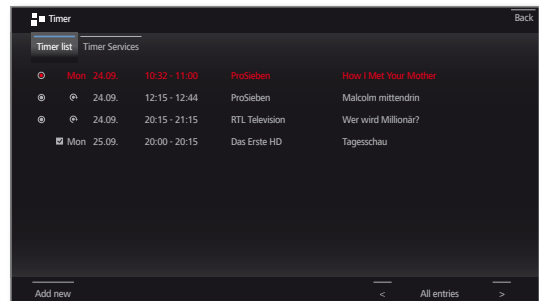 Timer Back
Timer list Timer Services
Mon 24.09. 10:32 - 11:00 ProSieben How I Met Your Mother
24.09. 12:15 - 12:44 ProSieben Malcolm mittendrin
24.09. 20:15 - 21:15 RTL Television Wer wird Millionär?
Mon 25.09. 20:00 - 20:15 Das Erste HD Tagesschau
Add new < All entries >